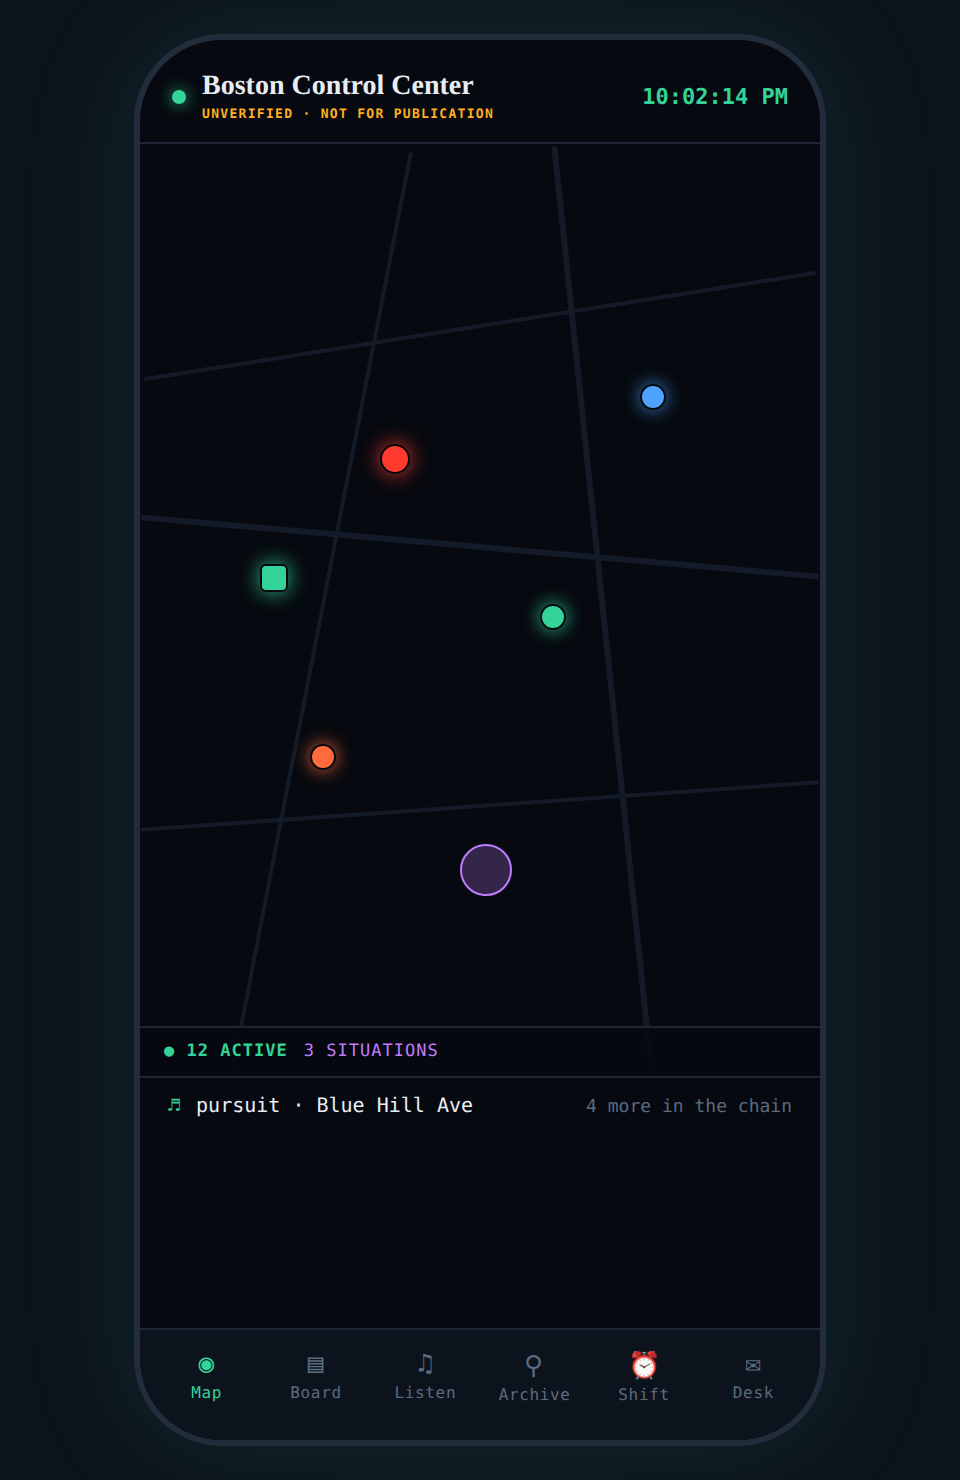 Boston Control Center
UNVERIFIED · NOT FOR PUBLICATION
10:02:14 PM
12 ACTIVE 3 SITUATIONS
pursuit · Blue Hill Ave
4 more in the chain
Map
Board
Listen
Archive
Shift
Desk